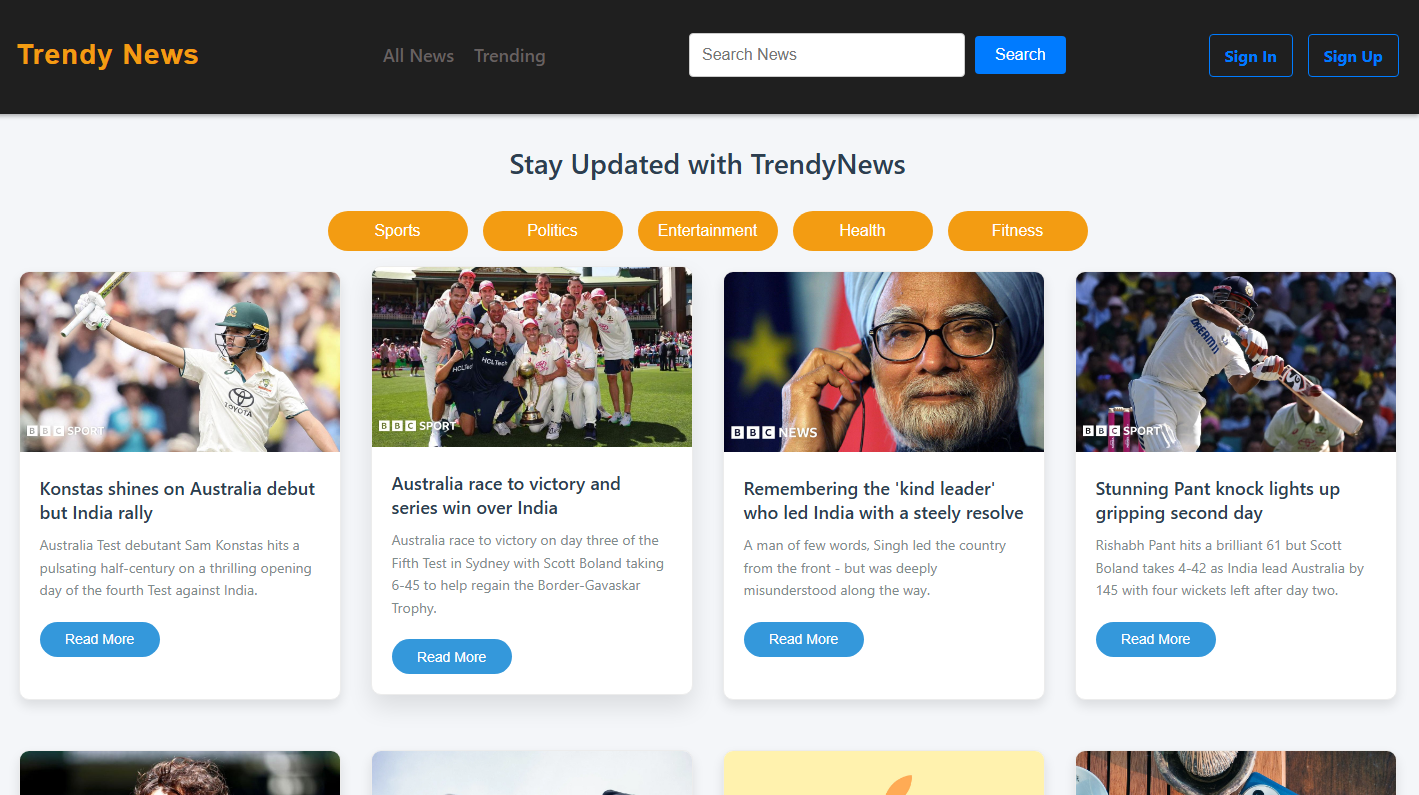 Trendy News
All News
Trending
Search News
Search
Sign In
Sign Up
Stay Updated with TrendyNews
Sports
Politics
Entertainment
Health
Fitness
TOYOTA
BBC SPORT
Konstas shines on Australia debut
but India rally
Australia Test debutant Sam Konstas hits a
pulsating half-century on a thrilling opening
day of the fourth Test against India.
Read More
HCLTech
HCLTech
BBC SPORT
Australia race to victory and
series win over India
Australia race to victory on day three of the
Fifth Test in Sydney with Scott Boland taking
6-45 to help regain the Border-Gavaskar
Trophy.
Read More
BBC NEWS
Remembering the 'kind leader'
who led India with a steely resolve
A man of few words, Singh led the country
from the front - but was deeply
misunderstood along the way.
Read More
DREAM11
BBC SPORT
Stunning Pant knock lights up
gripping second day
Rishabh Pant hits a brilliant 61 but Scott
Boland takes 4-42 as India lead Australia by
145 with four wickets left after day two.
Read More